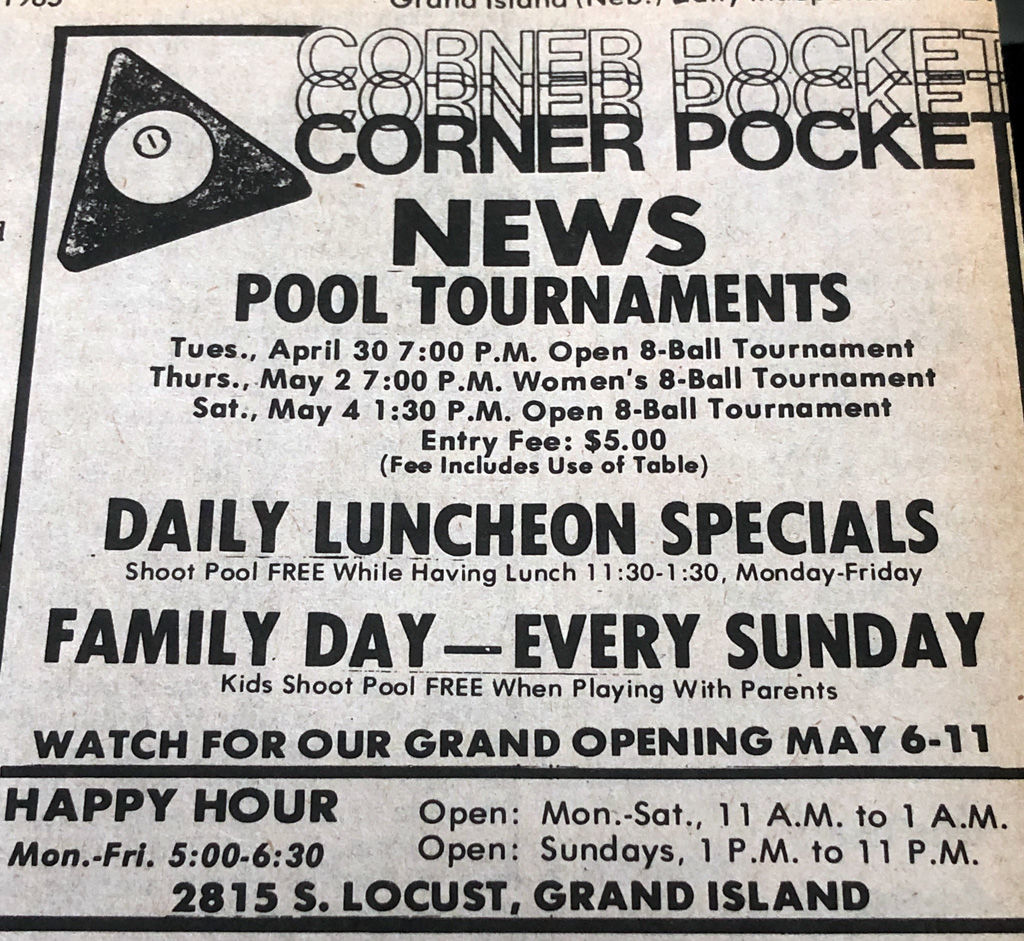 Grand Island (Neb.) Daily Independent
CORNER POCKET
CORNER POCKET
CORNER POCKET
NEWS
POOL TOURNAMENTS
Tues., April 30 7:00 P.M. Open 8-Ball Tournament
Thurs., May 2 7:00 P.M. Women's 8-Ball Tournament
Sat., May 4 1:30 P.M. Open 8-Ball Tournament
Entry Fee: $5.00
(Fee Includes Use of Table)
DAILY LUNCHEON SPECIALS
Shoot Pool FREE While Having Lunch 11:30-1:30, Monday-Friday
FAMILY DAY—EVERY SUNDAY
Kids Shoot Pool FREE When Playing With Parents
WATCH FOR OUR GRAND OPENING MAY 6-11
HAPPY HOUR
Mon.-Fri. 5:00-6:30
Open: Mon.-Sat., 11 A.M. to 1 A.M.
Open: Sundays, 1 P.M. to 11 P.M.
2815 S. LOCUST, GRAND ISLAND